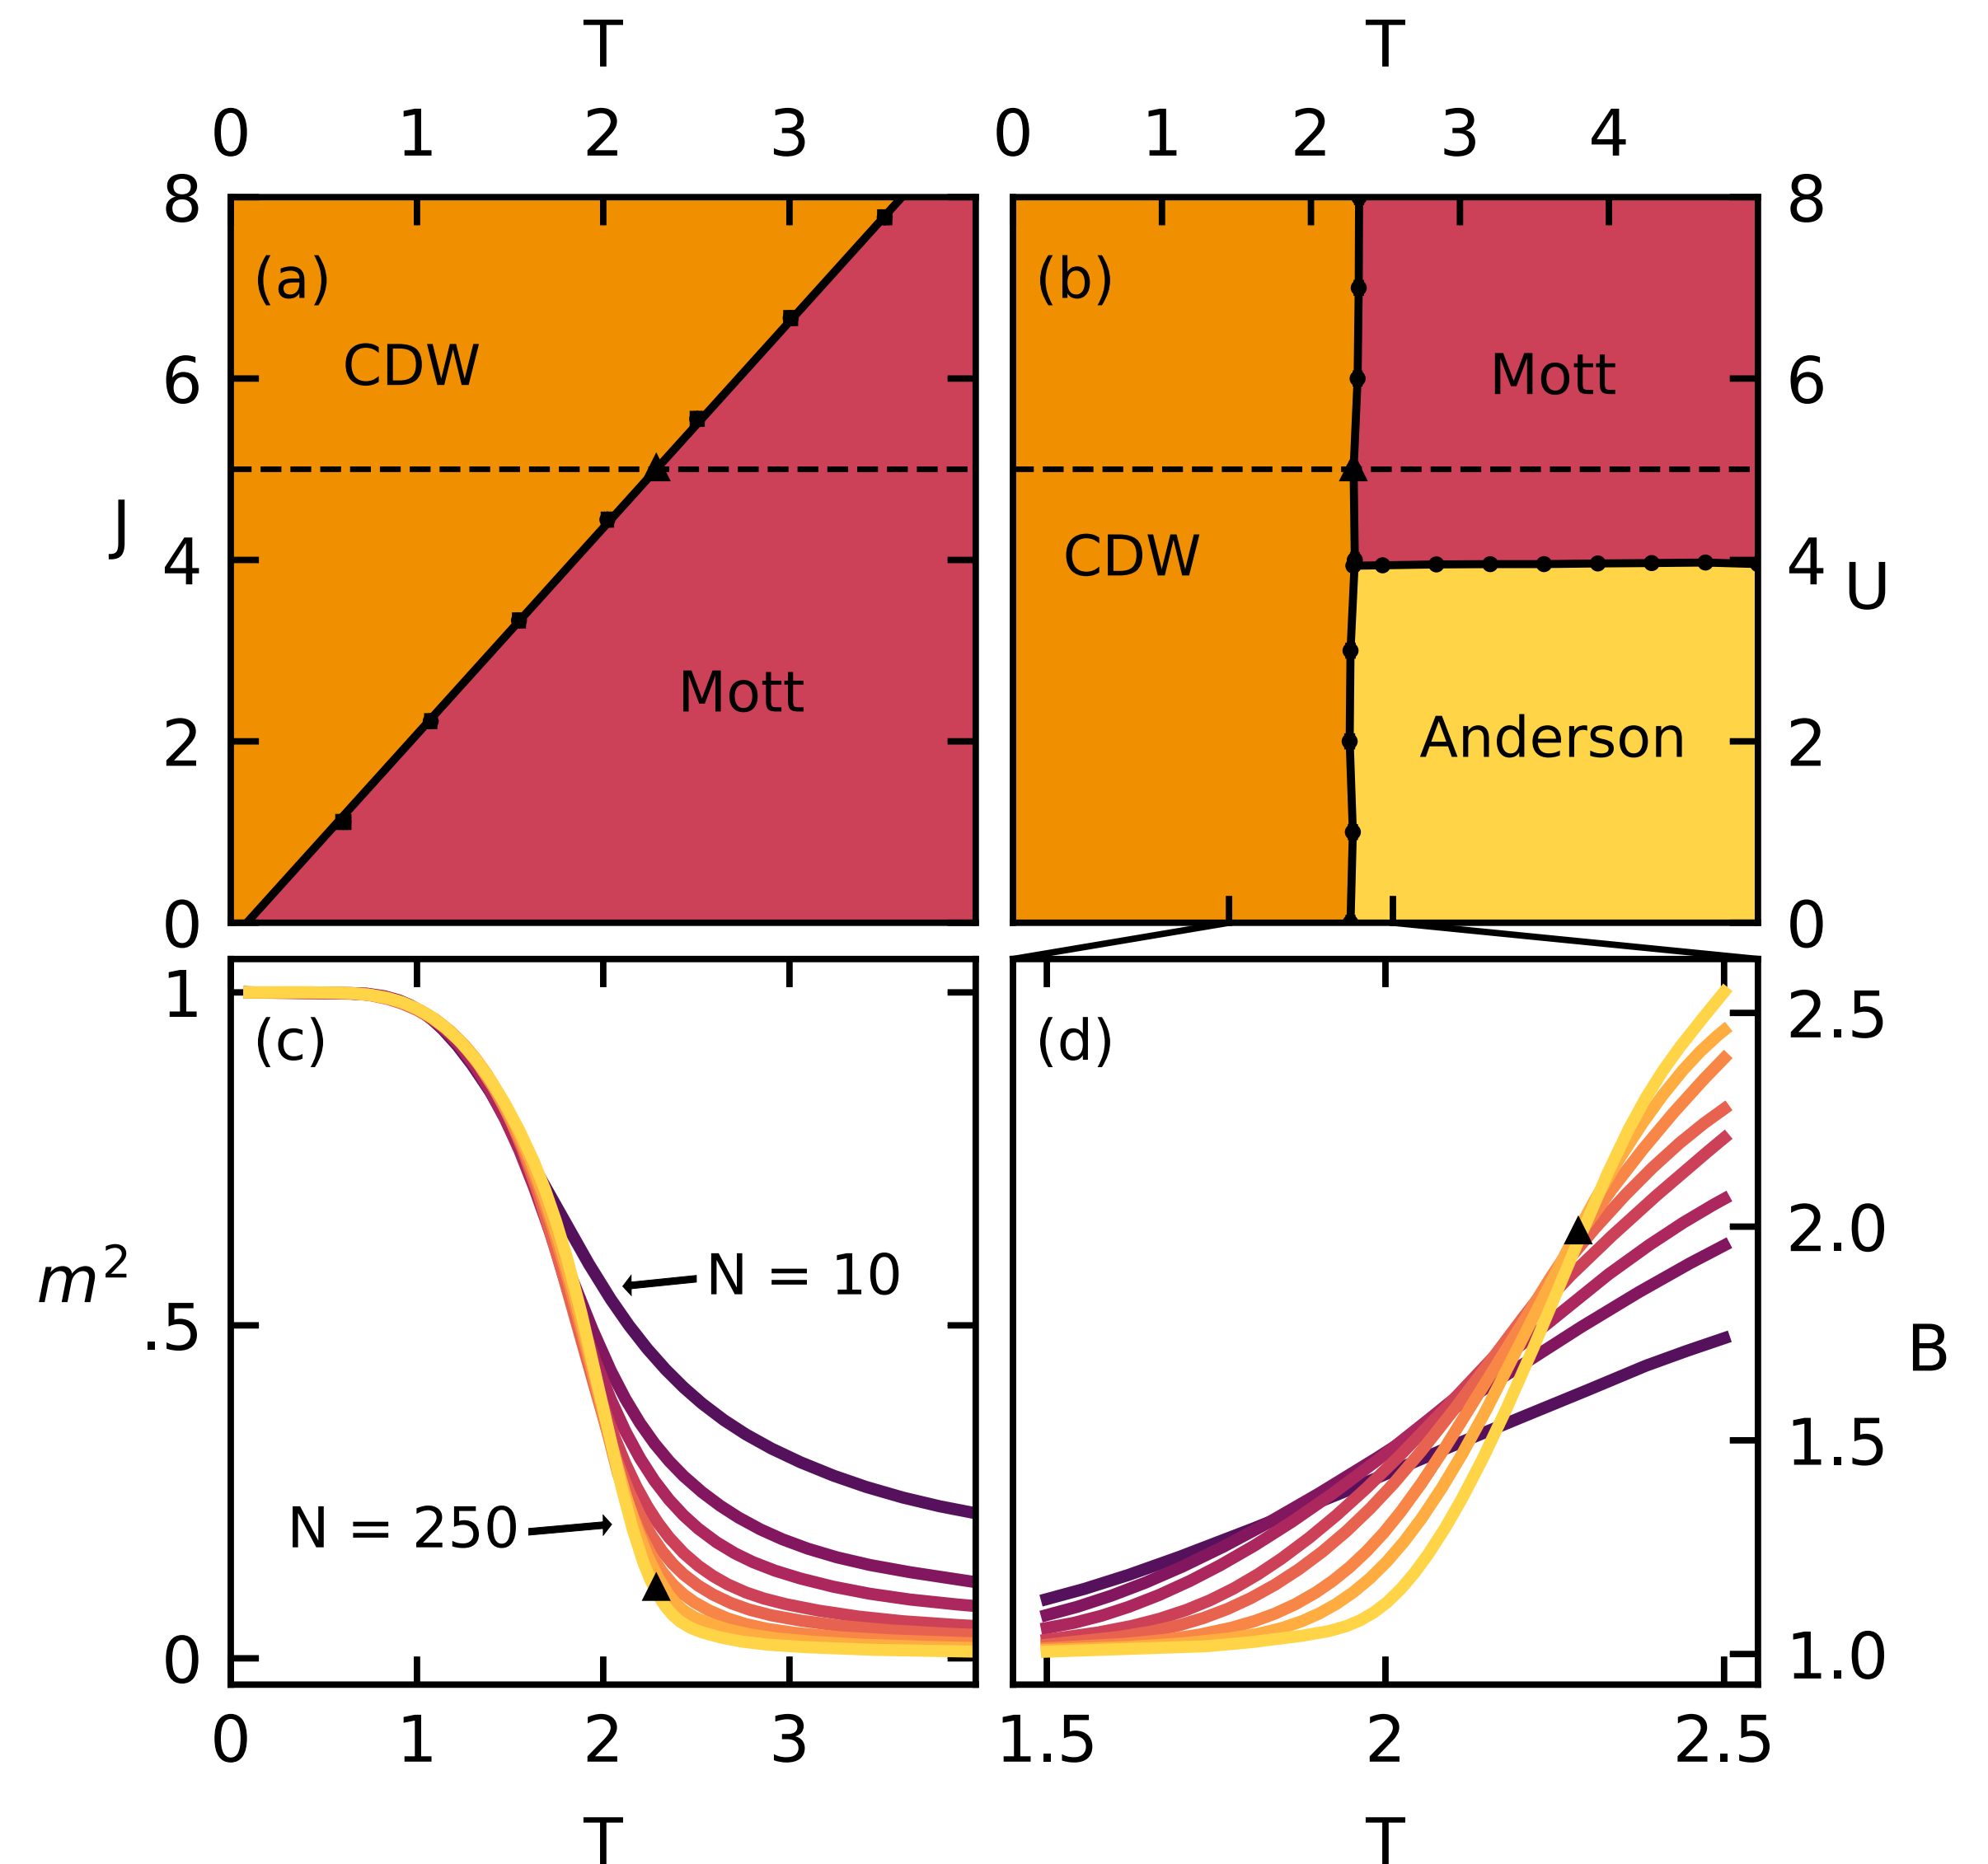 T T
0 1 2 3 0 1 2 3 4
8 8
(a) (b)
CDW Mott
6 6
J
4 CDW 4
U
Mott
2 Anderson 2
0 0
1
(c) (d) 2.5
2.0
m²
N = 10
.5
B
1.5
N = 250
0 1.0
0 1 2 3 1.5 2 2.5
T T